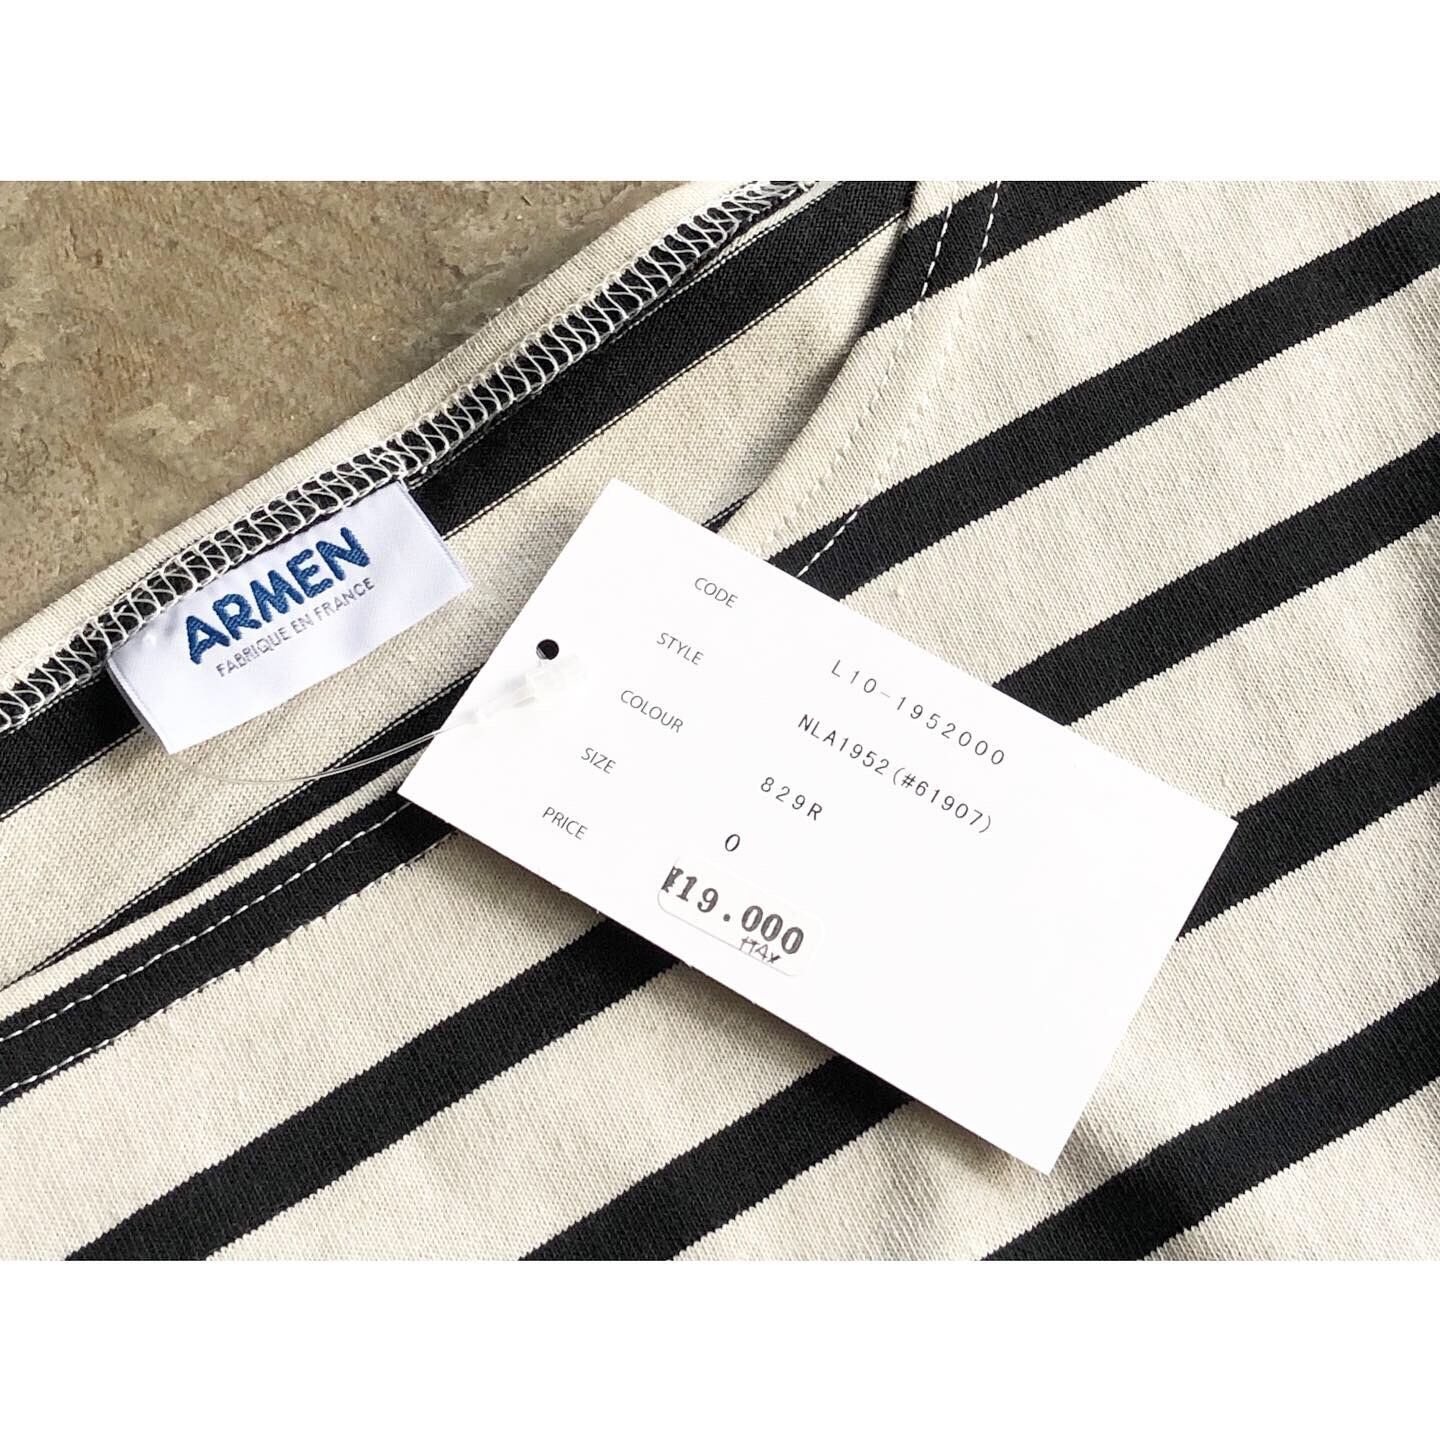 ARMEN
FABRIQUE EN FRANCE
CODE L10-1952000
STYLE NLA1952(#61907)
COLOUR 829R
SIZE 0
PRICE ¥19.000
+TAX